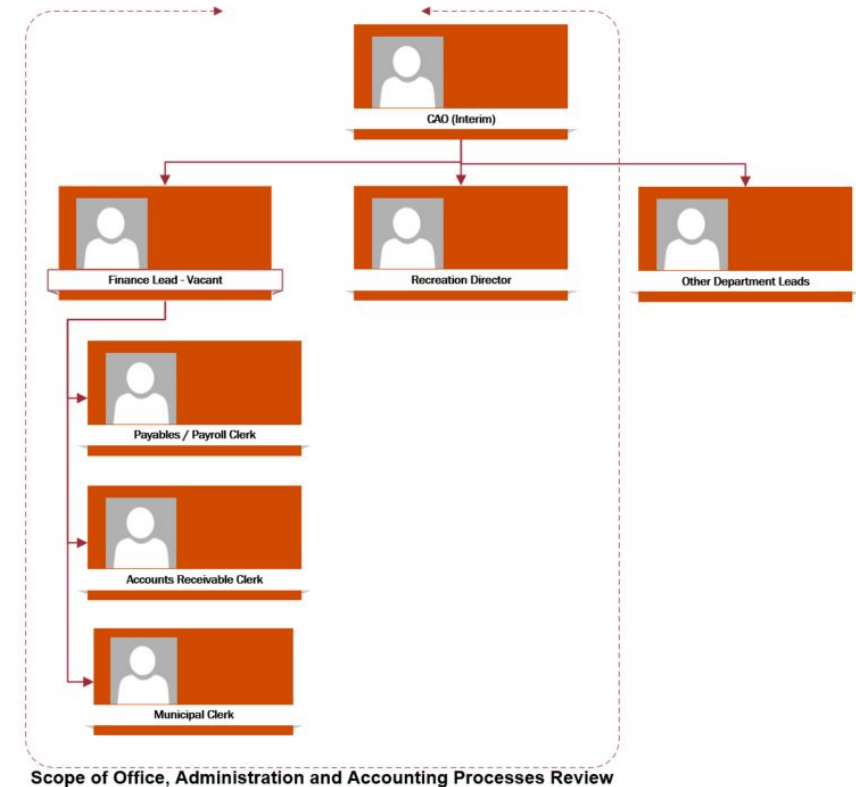 CAO (Interim)
Finance Lead - Vacant
Recreation Director
Other Department Leads
Payables / Payroll Clerk
Accounts Receivable Clerk
Municipal Clerk
Scope of Office, Administration and Accounting Processes Review